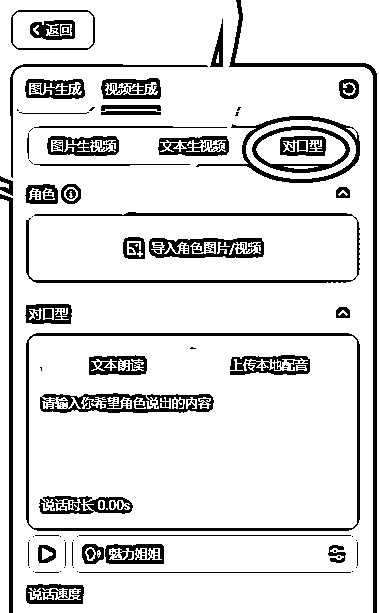 返回
图片生成 视频生成
图片生视频 文本生视频 对口型
角色
导入角色图片/视频
对口型
文本朗读 上传本地配音
请输入你希望角色说出的内容
说话时长 0.00s
魅力姐姐
说话速度